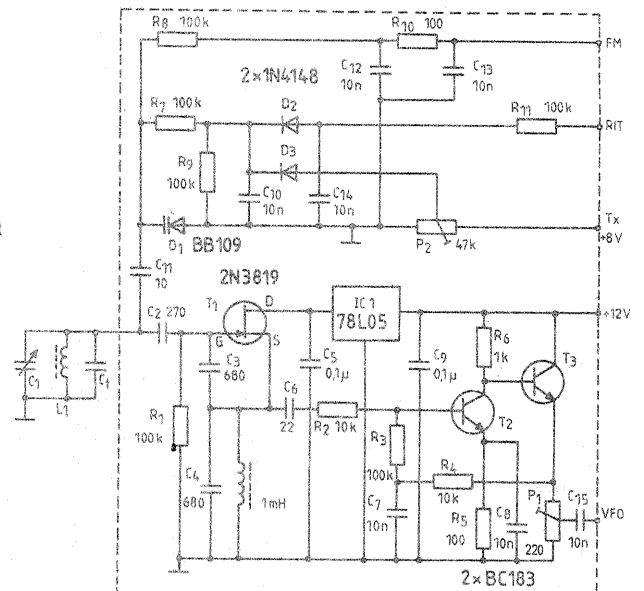 R8 100k
R10 100
FM
C12 10n
C13 10n
2×1N4148
R7 100k
D2
R11 100k
RIT
D3
R9 100k
C10 10n
C14 10n
Tx +8V
D1 BB109
P2 47k
C11 10
2N3819
C2 270
T1
D
G
S
IC1
78L05
+12V
C1
L1
Ct
C3 680
C5 0,1µ
C9 0,1µ
R6 1k
T3
C6 22
R2 10k
T2
R1 100k
R3 100k
R4 10k
C4 680
1mH
C7 10n
R5 100
C8 10n
P1 220
C15 10n
VFO
2×BC183